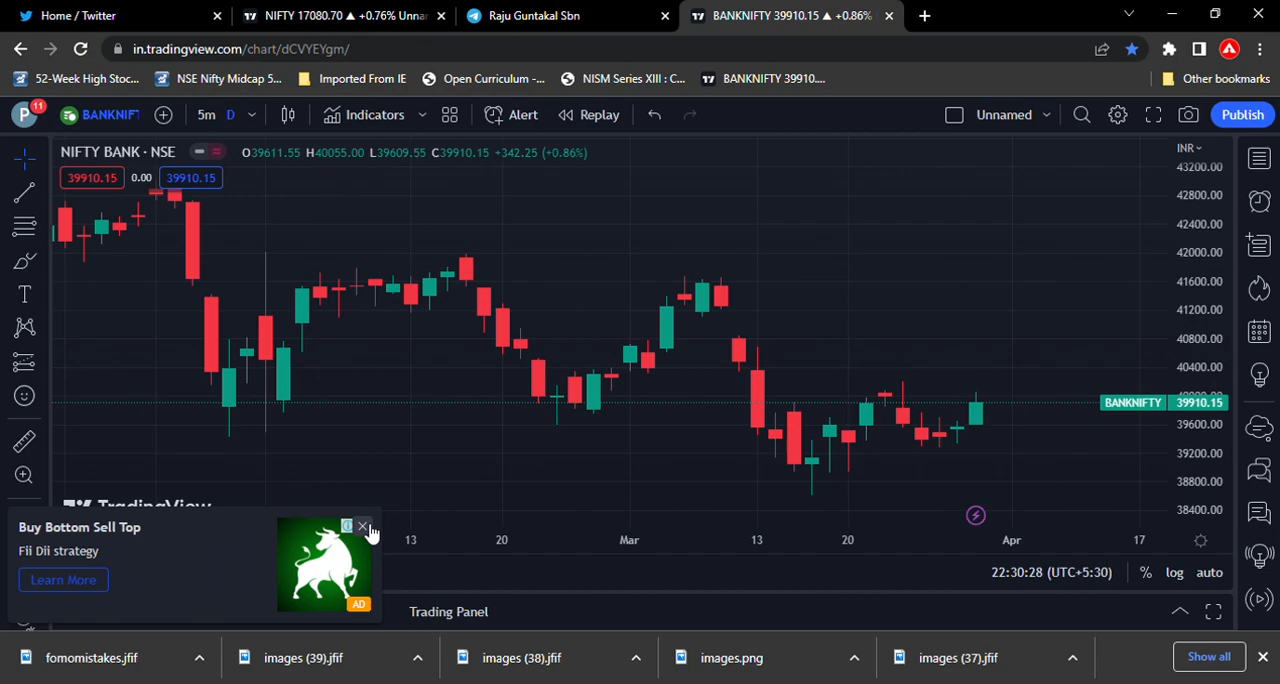 Home / Twitter
NIFTY 17080.70 ▲ +0.76% Unnar
Raju Guntakal Sbn
BANKNIFTY 39910.15 ▲ +0.86%
in.tradingview.com/chart/dCVYEYgm/
52-Week High Stoc...
NSE Nifty Midcap 5...
Imported From IE
Open Curriculum -...
NISM Series XIII : C...
BANKNIFTY 39910....
Other bookmarks
P
11
BANKNIFT
5m
D
Indicators
Alert
Replay
Unnamed
Publish
NIFTY BANK · NSE
O39611.55 H40055.00 L39609.55 C39910.15 +342.25 (+0.86%)
INR
39910.15
0.00
39910.15
43200.00
42800.00
42400.00
42000.00
41600.00
41200.00
40800.00
40400.00
BANKNIFTY
39910.15
39600.00
39200.00
38800.00
38400.00
TradingView
13
20
Mar
13
20
Apr
17
Buy Bottom Sell Top
Fii Dii strategy
Learn More
AD
22:30:28 (UTC+5:30)
%
log
auto
Trading Panel
fomomistakes.jfif
images (39).jfif
images (38).jfif
images.png
images (37).jfif
Show all